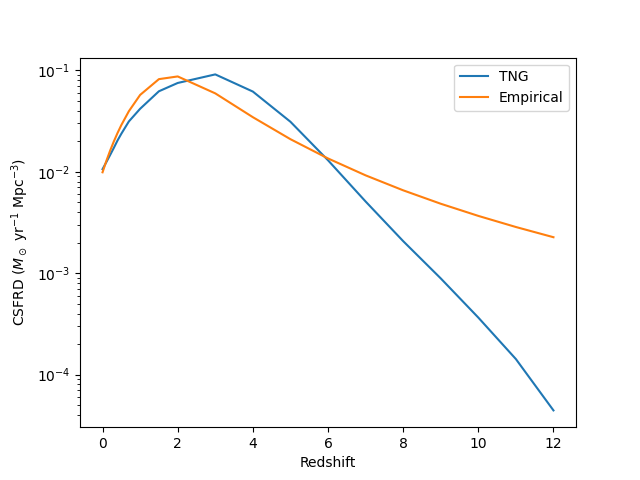 TNG
Empirical
10⁻¹
10⁻²
10⁻³
10⁻⁴
CSFRD (M⊙ yr⁻¹ Mpc⁻³)
0 2 4 6 8 10 12
Redshift